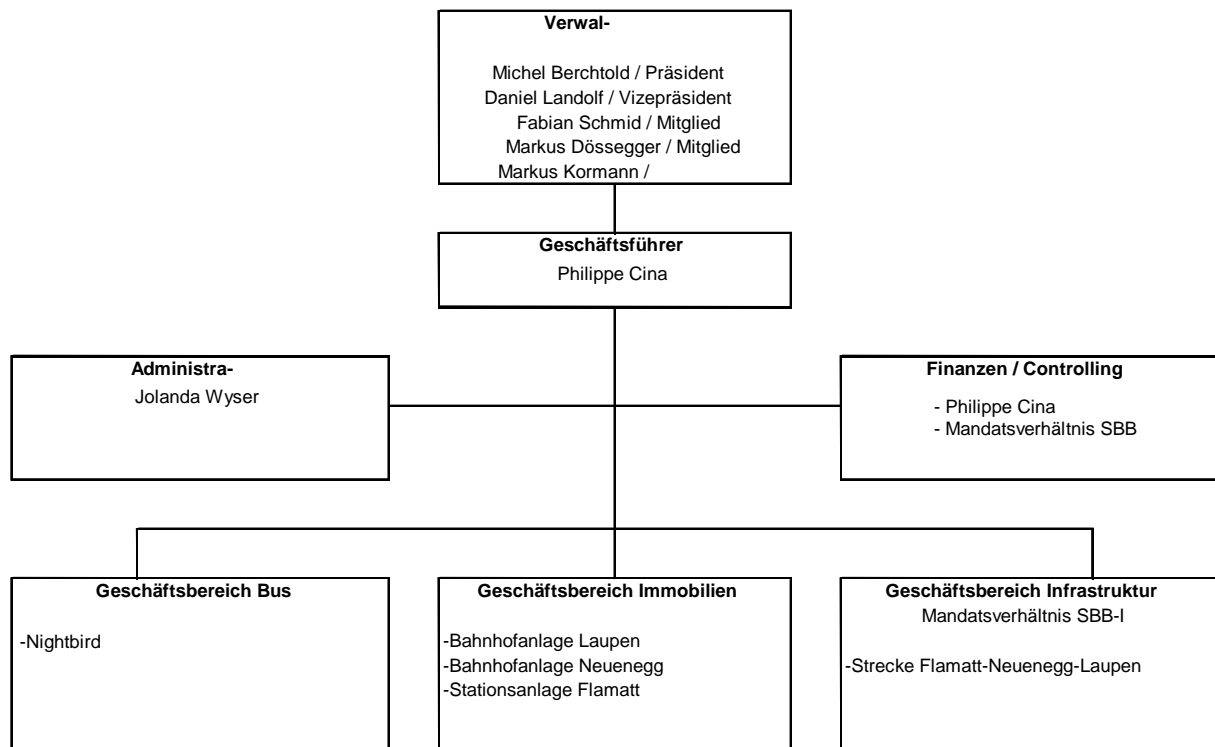 Verwal-
Michel Berchtold / Präsident
Daniel Landolf / Vizepräsident
Fabian Schmid / Mitglied
Markus Dössegger / Mitglied
Markus Kormann /
Geschäftsführer
Philippe Cina
Administra-
Jolanda Wyser
Finanzen / Controlling
- Philippe Cina
- Mandatsverhältnis SBB
Geschäftsbereich Bus
-Nightbird
Geschäftsbereich Immobilien
-Bahnhofanlage Laupen
-Bahnhofanlage Neuenegg
-Stationsanlage Flamatt
Geschäftsbereich Infrastruktur
Mandatsverhältnis SBB-I
-Strecke Flamatt-Neuenegg-Laupen